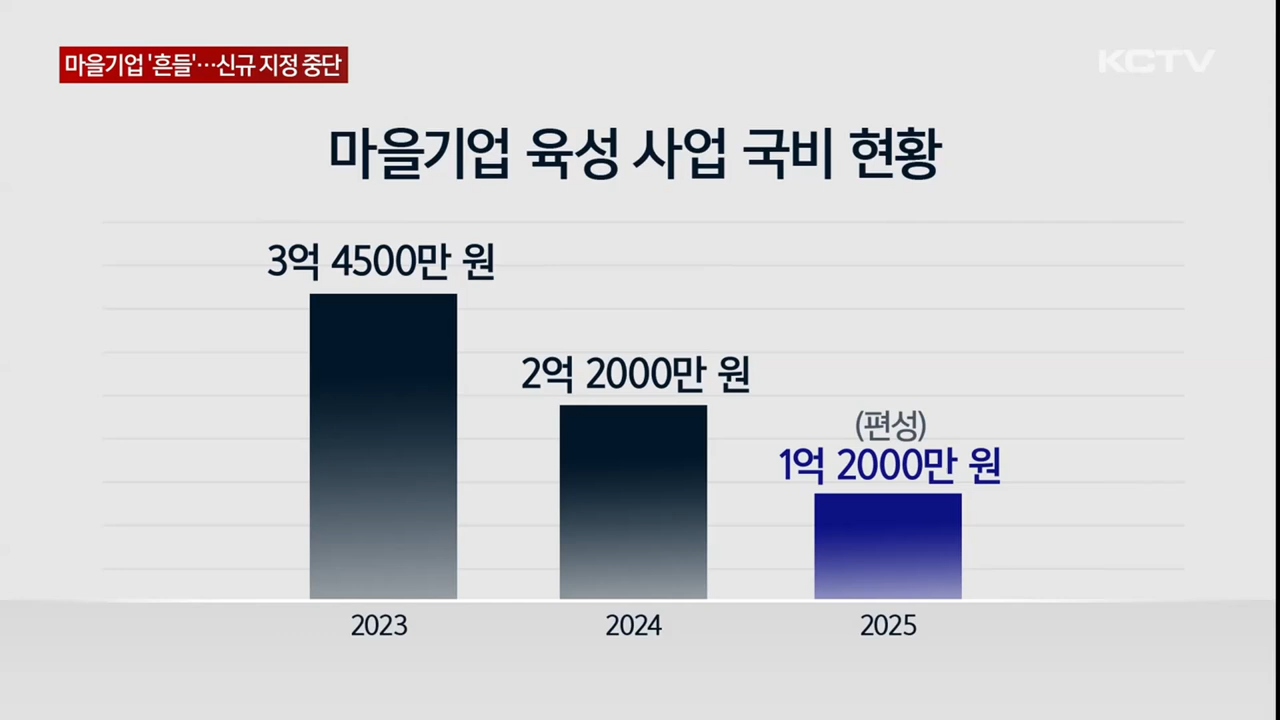 마을기업 '흔들'…신규 지정 중단
KCTV
마을기업 육성 사업 국비 현황
3억 4500만 원
2억 2000만 원
(편성)
1억 2000만 원
2023
2024
2025